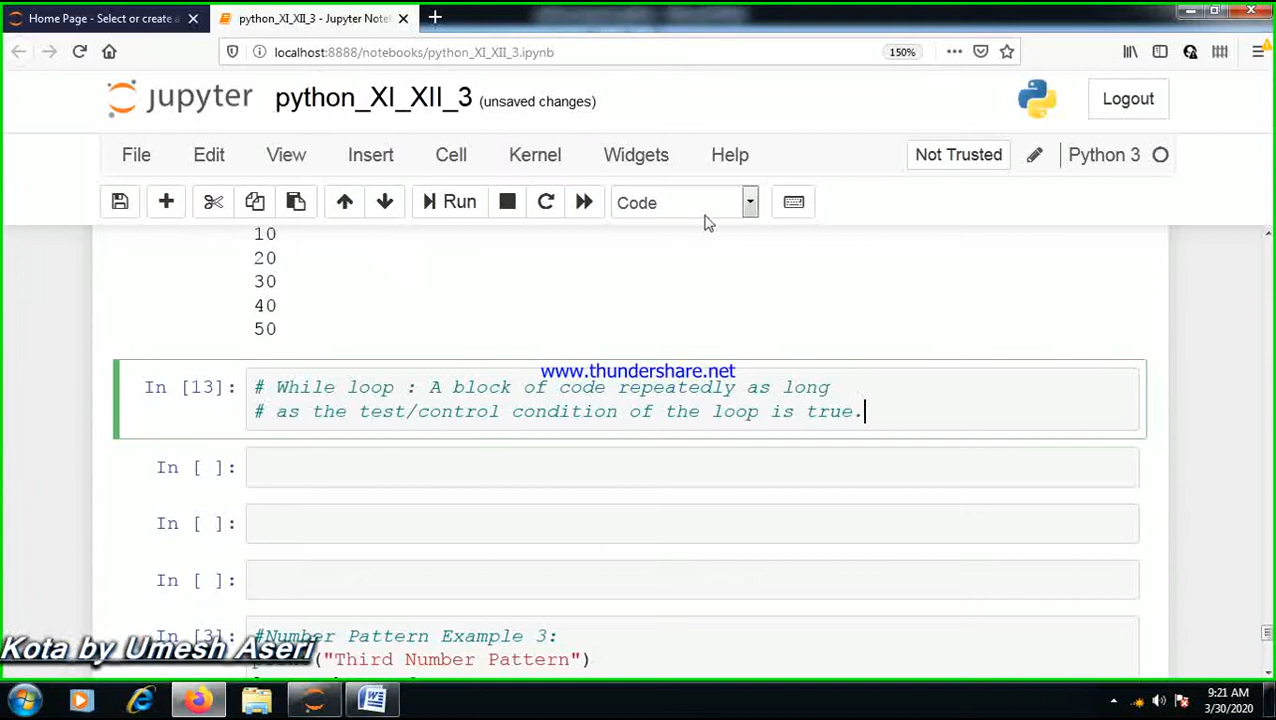 Home Page - Select or create a
python_XI_XII_3 - Jupyter Note
localhost:8888/notebooks/python_XI_XII_3.ipynb
150%
jupyter python_XI_XII_3 (unsaved changes)
Logout
File Edit View Insert Cell Kernel Widgets Help
Not Trusted
Python 3
Run
Code
10
20
30
40
50
www.thundershare.net
In [13]: # While loop : A block of code repeatedly as long
# as the test/control condition of the loop is true.
In [ ]:
In [ ]:
In [ ]:
In [3]: #Number Pattern Example 3:
Kota by Umesh Aseri
("Third Number Pattern")
9:21 AM
3/30/2020